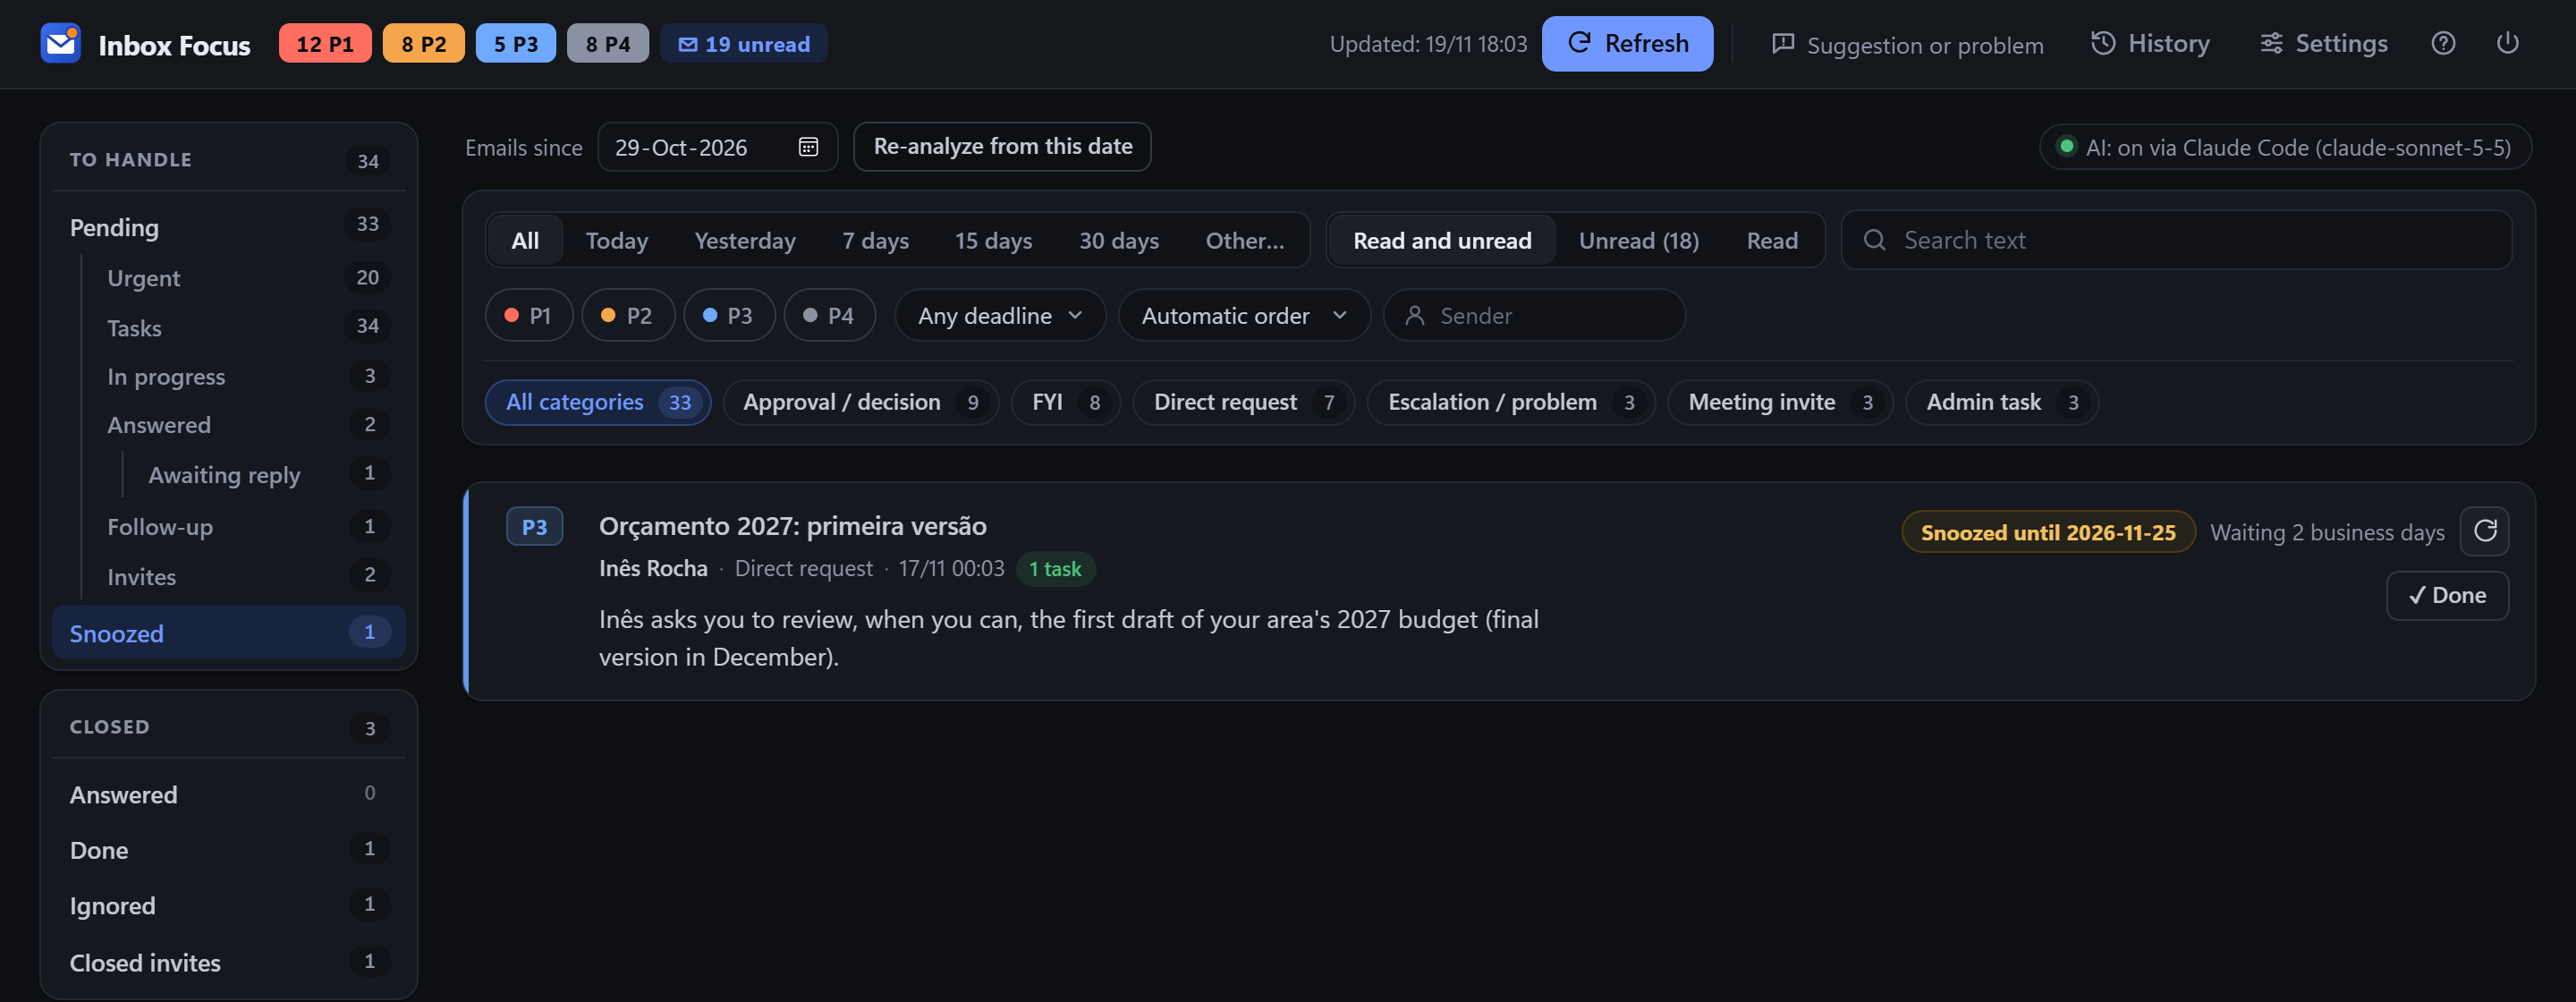 Inbox Focus
12 P1
8 P2
5 P3
8 P4
19 unread
Updated: 19/11 18:03
Refresh
Suggestion or problem
History
Settings
TO HANDLE 34
Pending 33
Urgent 20
Tasks 34
In progress 3
Answered 2
Awaiting reply 1
Follow-up 1
Invites 2
Snoozed 1
CLOSED 3
Answered 0
Done 1
Ignored 1
Closed invites 1
Emails since 29-Oct-2026 Re-analyze from this date
AI: on via Claude Code (claude-sonnet-5-5)
All Today Yesterday 7 days 15 days 30 days Other...
Read and unread Unread (18) Read
Search text
P1 P2 P3 P4 Any deadline Automatic order Sender
All categories 33 Approval / decision 9 FYI 8 Direct request 7 Escalation / problem 3 Meeting invite 3 Admin task 3
P3 Orçamento 2027: primeira versão
Inês Rocha · Direct request · 17/11 00:03 1 task
Inês asks you to review, when you can, the first draft of your area's 2027 budget (final
version in December).
Snoozed until 2026-11-25 Waiting 2 business days
✓ Done